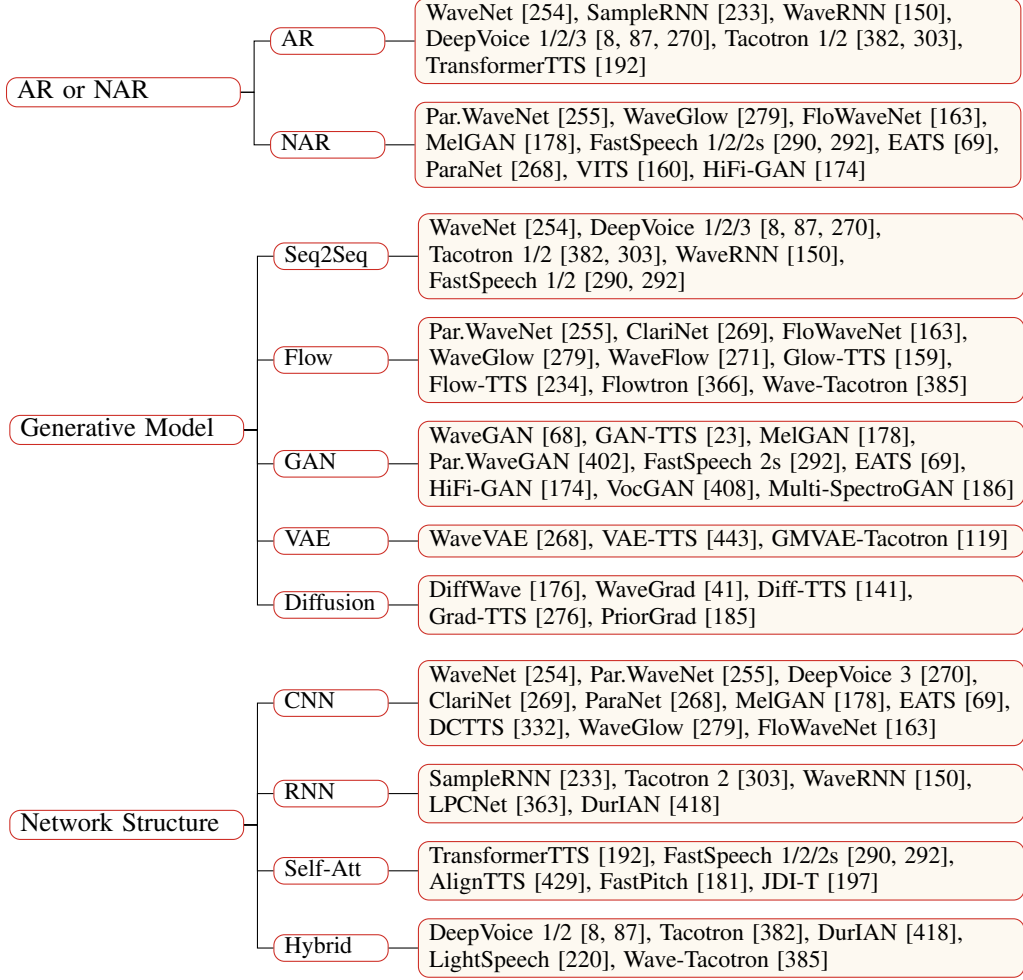 AR or NAR
AR
WaveNet [254], SampleRNN [233], WaveRNN [150],
DeepVoice 1/2/3 [8, 87, 270], Tacotron 1/2 [382, 303],
TransformerTTS [192]
NAR
Par.WaveNet [255], WaveGlow [279], FloWaveNet [163],
MelGAN [178], FastSpeech 1/2/2s [290, 292], EATS [69],
ParaNet [268], VITS [160], HiFi-GAN [174]
Generative Model
Seq2Seq
WaveNet [254], DeepVoice 1/2/3 [8, 87, 270],
Tacotron 1/2 [382, 303], WaveRNN [150],
FastSpeech 1/2 [290, 292]
Flow
Par.WaveNet [255], ClariNet [269], FloWaveNet [163],
WaveGlow [279], WaveFlow [271], Glow-TTS [159],
Flow-TTS [234], Flowtron [366], Wave-Tacotron [385]
GAN
WaveGAN [68], GAN-TTS [23], MelGAN [178],
Par.WaveGAN [402], FastSpeech 2s [292], EATS [69],
HiFi-GAN [174], VocGAN [408], Multi-SpectroGAN [186]
VAE
WaveVAE [268], VAE-TTS [443], GMVAE-Tacotron [119]
Diffusion
DiffWave [176], WaveGrad [41], Diff-TTS [141],
Grad-TTS [276], PriorGrad [185]
Network Structure
CNN
WaveNet [254], Par.WaveNet [255], DeepVoice 3 [270],
ClariNet [269], ParaNet [268], MelGAN [178], EATS [69],
DCTTS [332], WaveGlow [279], FloWaveNet [163]
RNN
SampleRNN [233], Tacotron 2 [303], WaveRNN [150],
LPCNet [363], DurIAN [418]
Self-Att
TransformerTTS [192], FastSpeech 1/2/2s [290, 292],
AlignTTS [429], FastPitch [181], JDI-T [197]
Hybrid
DeepVoice 1/2 [8, 87], Tacotron [382], DurIAN [418],
LightSpeech [220], Wave-Tacotron [385]